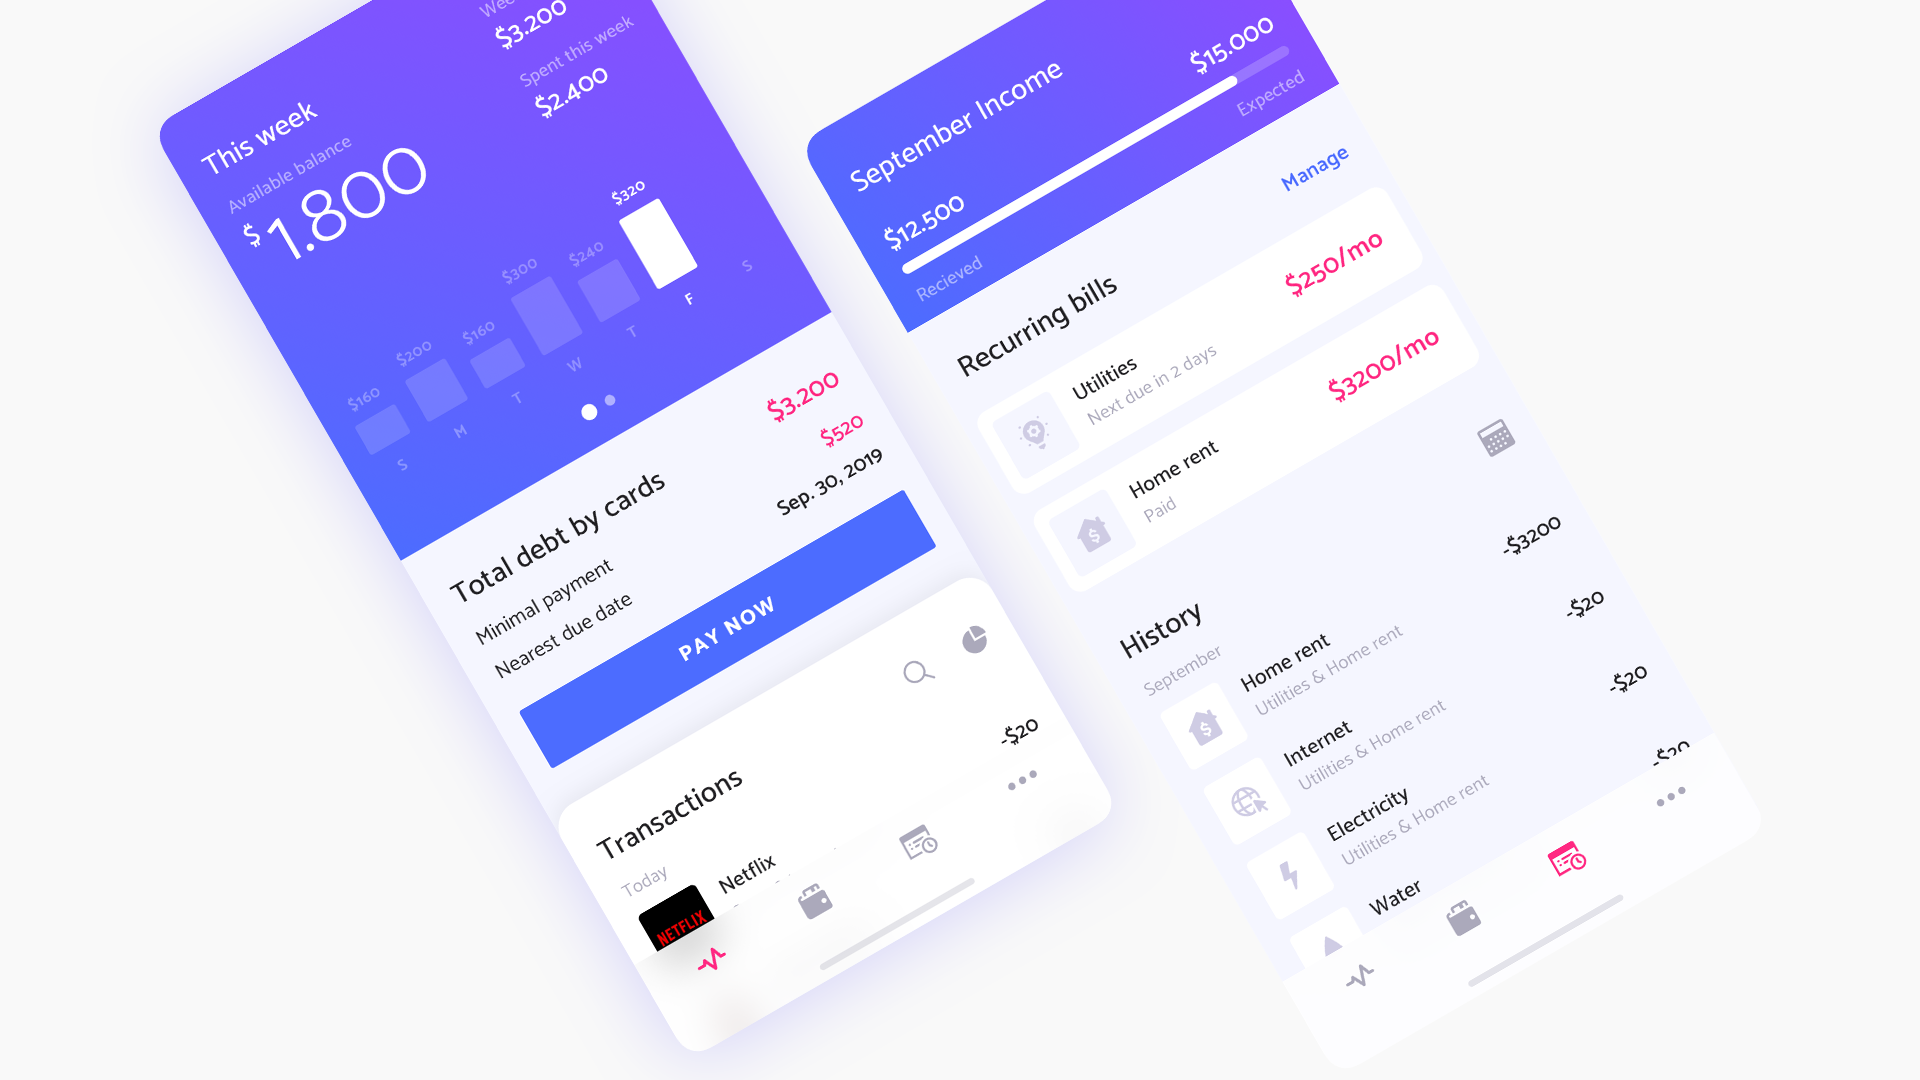 $3.200
Spent this week
$2.400
This week
Available balance
$1.800
$160
$200
$160
$300
$240
$320
S
M
T
W
T
F
S
Total debt by cards
$3.200
Minimal payment
$520
Nearest due date
Sep. 30, 2019
PAY NOW
Transactions
Today
Netflix
-$20
NETFLIX
September Income
$15.000
Expected
$12.500
Recieved
Recurring bills
Manage
Utilities
Next due in 2 days
$250/mo
Home rent
Paid
$3200/mo
History
September
Home rent
Utilities & Home rent
-$3200
Internet
Utilities & Home rent
-$20
Electricity
Utilities & Home rent
-$20
Water
-$20